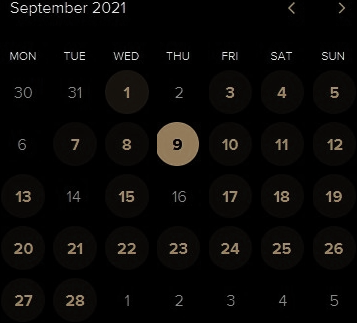 September 2021
MON TUE WED THU FRI SAT SUN
30 31 1 2 3 4 5
6 7 8 9 10 11 12
13 14 15 16 17 18 19
20 21 22 23 24 25 26
27 28 1 2 3 4 5